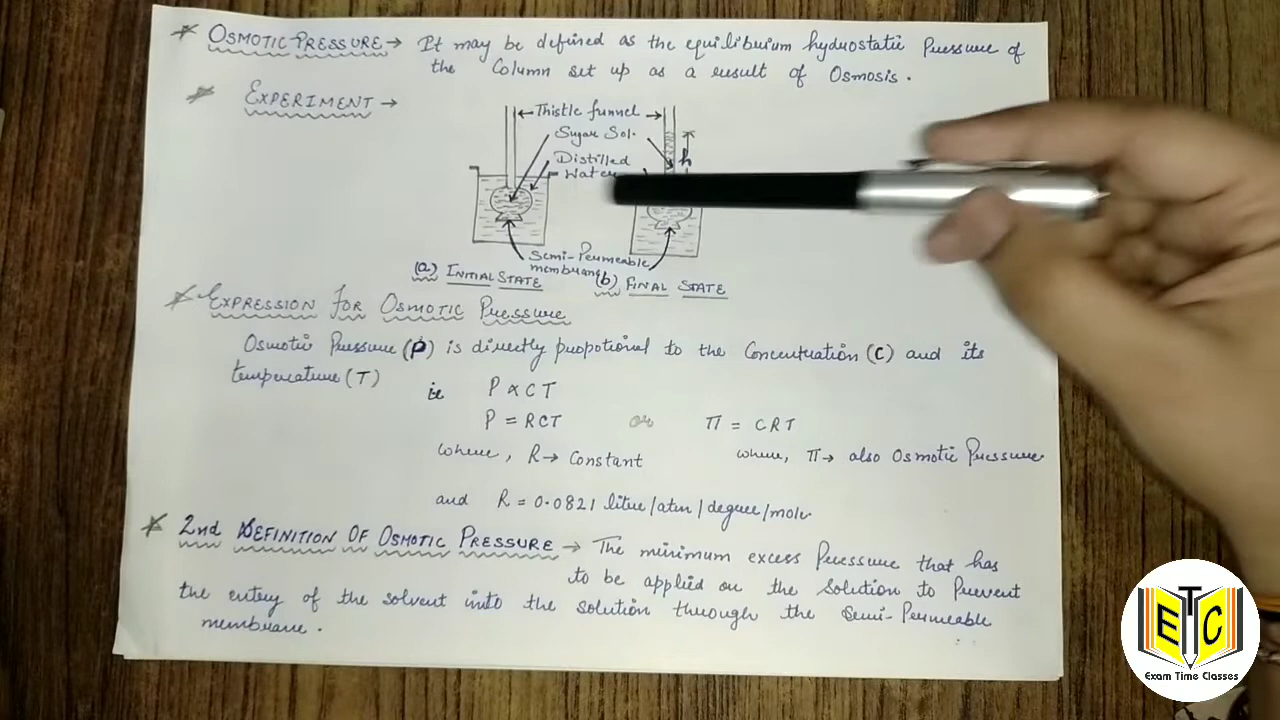 * OSMOTIC PRESSURE → It may be defined as the equilibrium hydrostatic Pressure of
the Column set up as a result of Osmosis.
* EXPERIMENT →
← Thistle funnel →
Sugar Sol.
Distilled
Water
h
Semi-Permeable
membrane
(a) INITIAL STATE
(b) FINAL STATE
* EXPRESSION FOR OSMOTIC PRESSURE
Osmotic Pressure (P) is directly propotional to the Concentration (C) and its
temperature (T)
ie P ∝ CT
P = RCT or π = CRT
where, R → Constant where, π → also Osmotic Pressure
and R = 0.0821 litre/atm/degree/mole
* 2nd DEFINITION OF OSMOTIC PRESSURE → The minimum excess Pressure that has
to be applied on the Solution to Prevent
the entry of the solvent into the solution through the Semi-Permeable
membrane.
ETC
Exam Time Classes